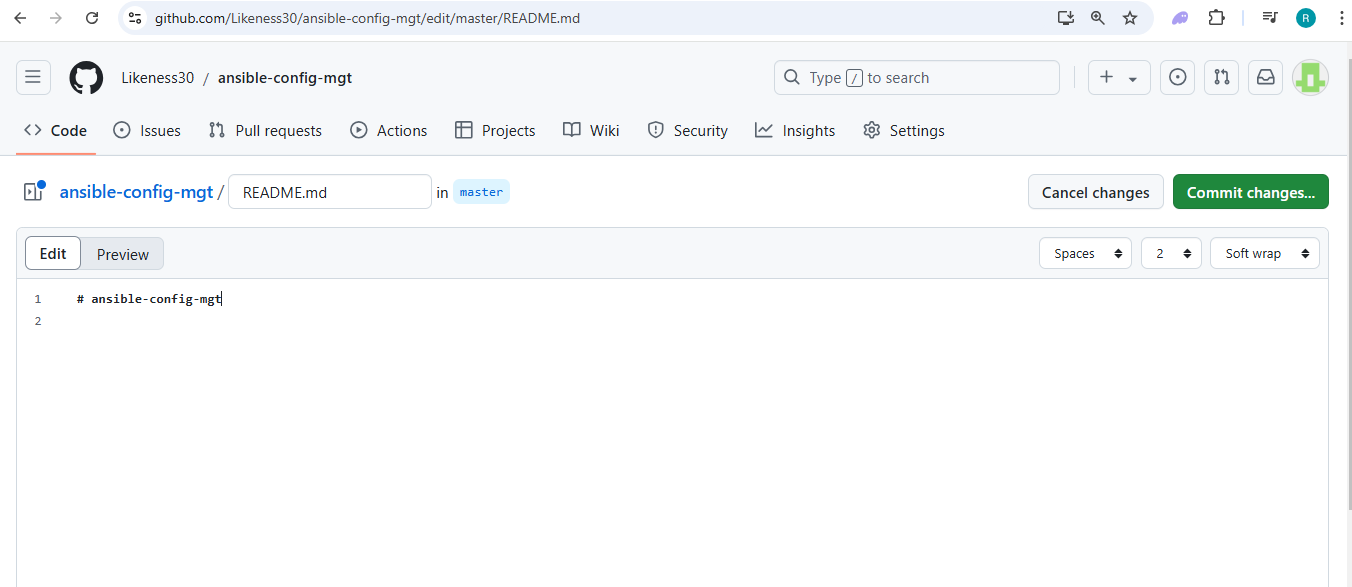 github.com/Likeness30/ansible-config-mgt/edit/master/README.md
R
Likeness30 / ansible-config-mgt
Type / to search
Code Issues Pull requests Actions Projects Wiki Security Insights Settings
ansible-config-mgt / README.md in master
Cancel changes Commit changes...
Edit Preview
Spaces 2 Soft wrap
1 # ansible-config-mgt
2